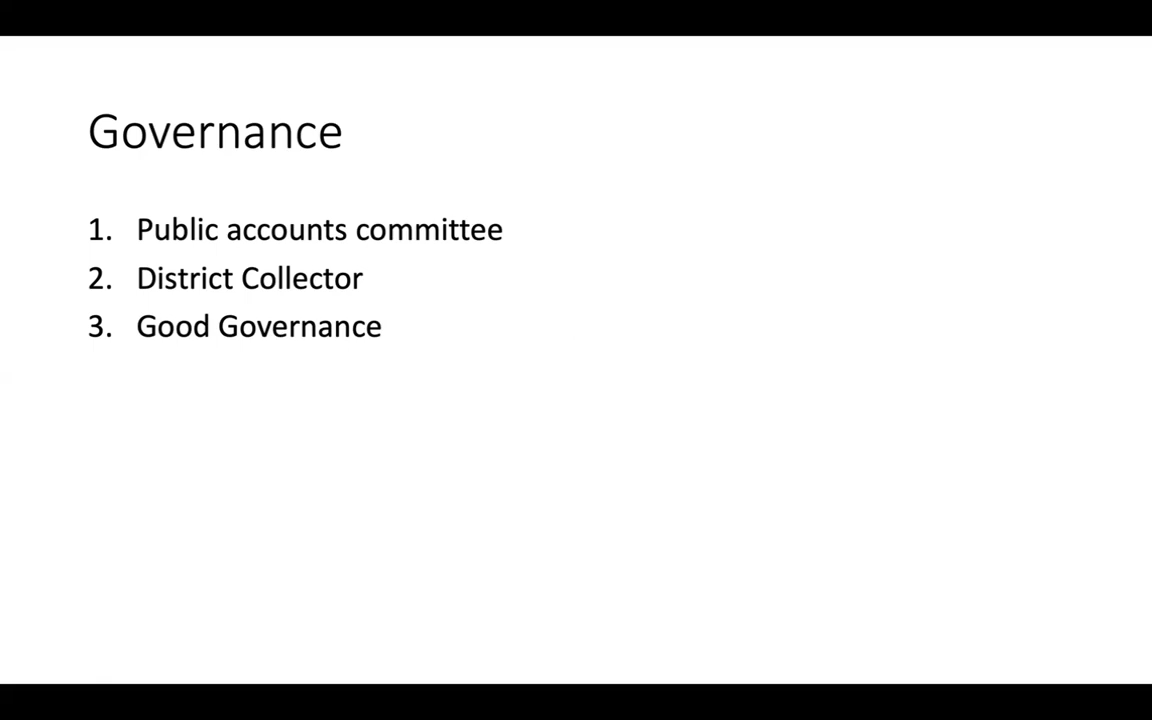 Governance
1. Public accounts committee
2. District Collector
3. Good Governance